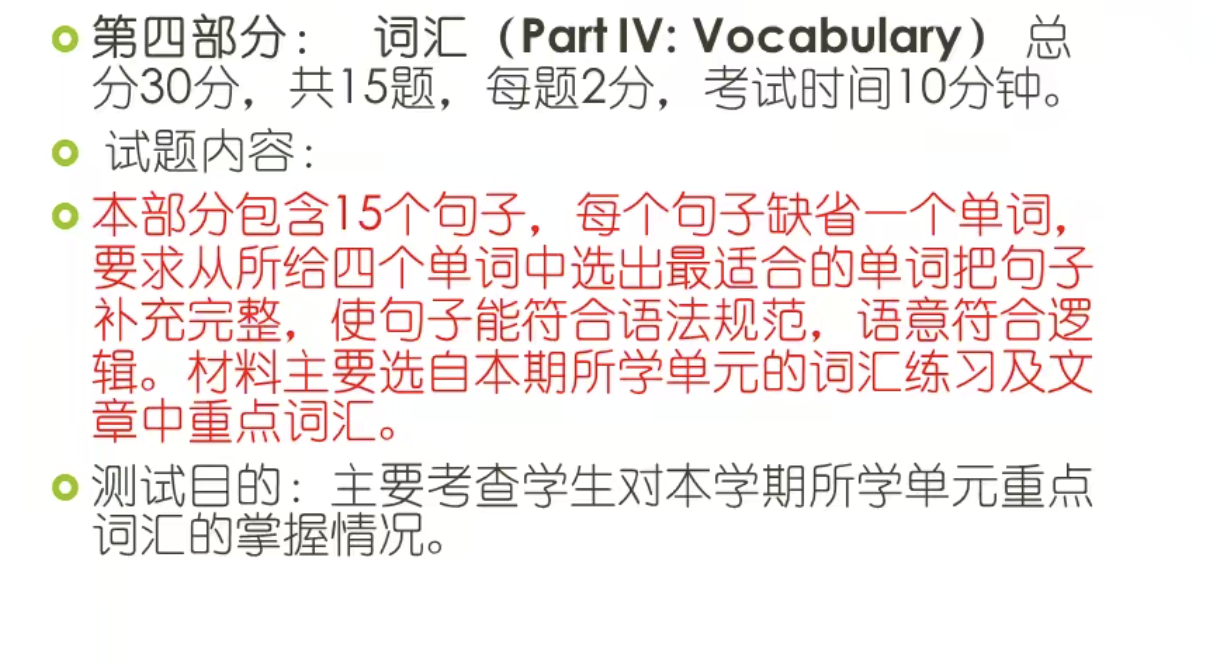 第四部分： 词汇（Part IV: Vocabulary） 总
分30分，共15题，每题2分，考试时间10分钟。
试题内容：
本部分包含15个句子，每个句子缺省一个单词，
要求从所给四个单词中选出最适合的单词把句子
补充完整，使句子能符合语法规范，语意符合逻
辑。材料主要选自本期所学单元的词汇练习及文
章中重点词汇。
测试目的：主要考查学生对本学期所学单元重点
词汇的掌握情况。